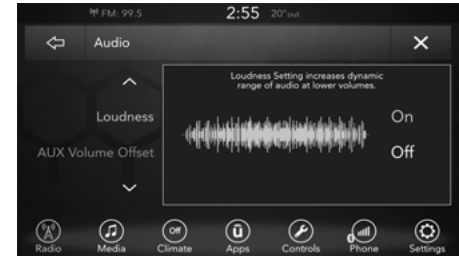 FM: 99.5 2:55 20° out
Audio X
Loudness Setting increases dynamic
range of audio at lower volumes.
Loudness On
AUX Volume Offset Off
Off
Radio Media Climate Apps Controls Phone Settings